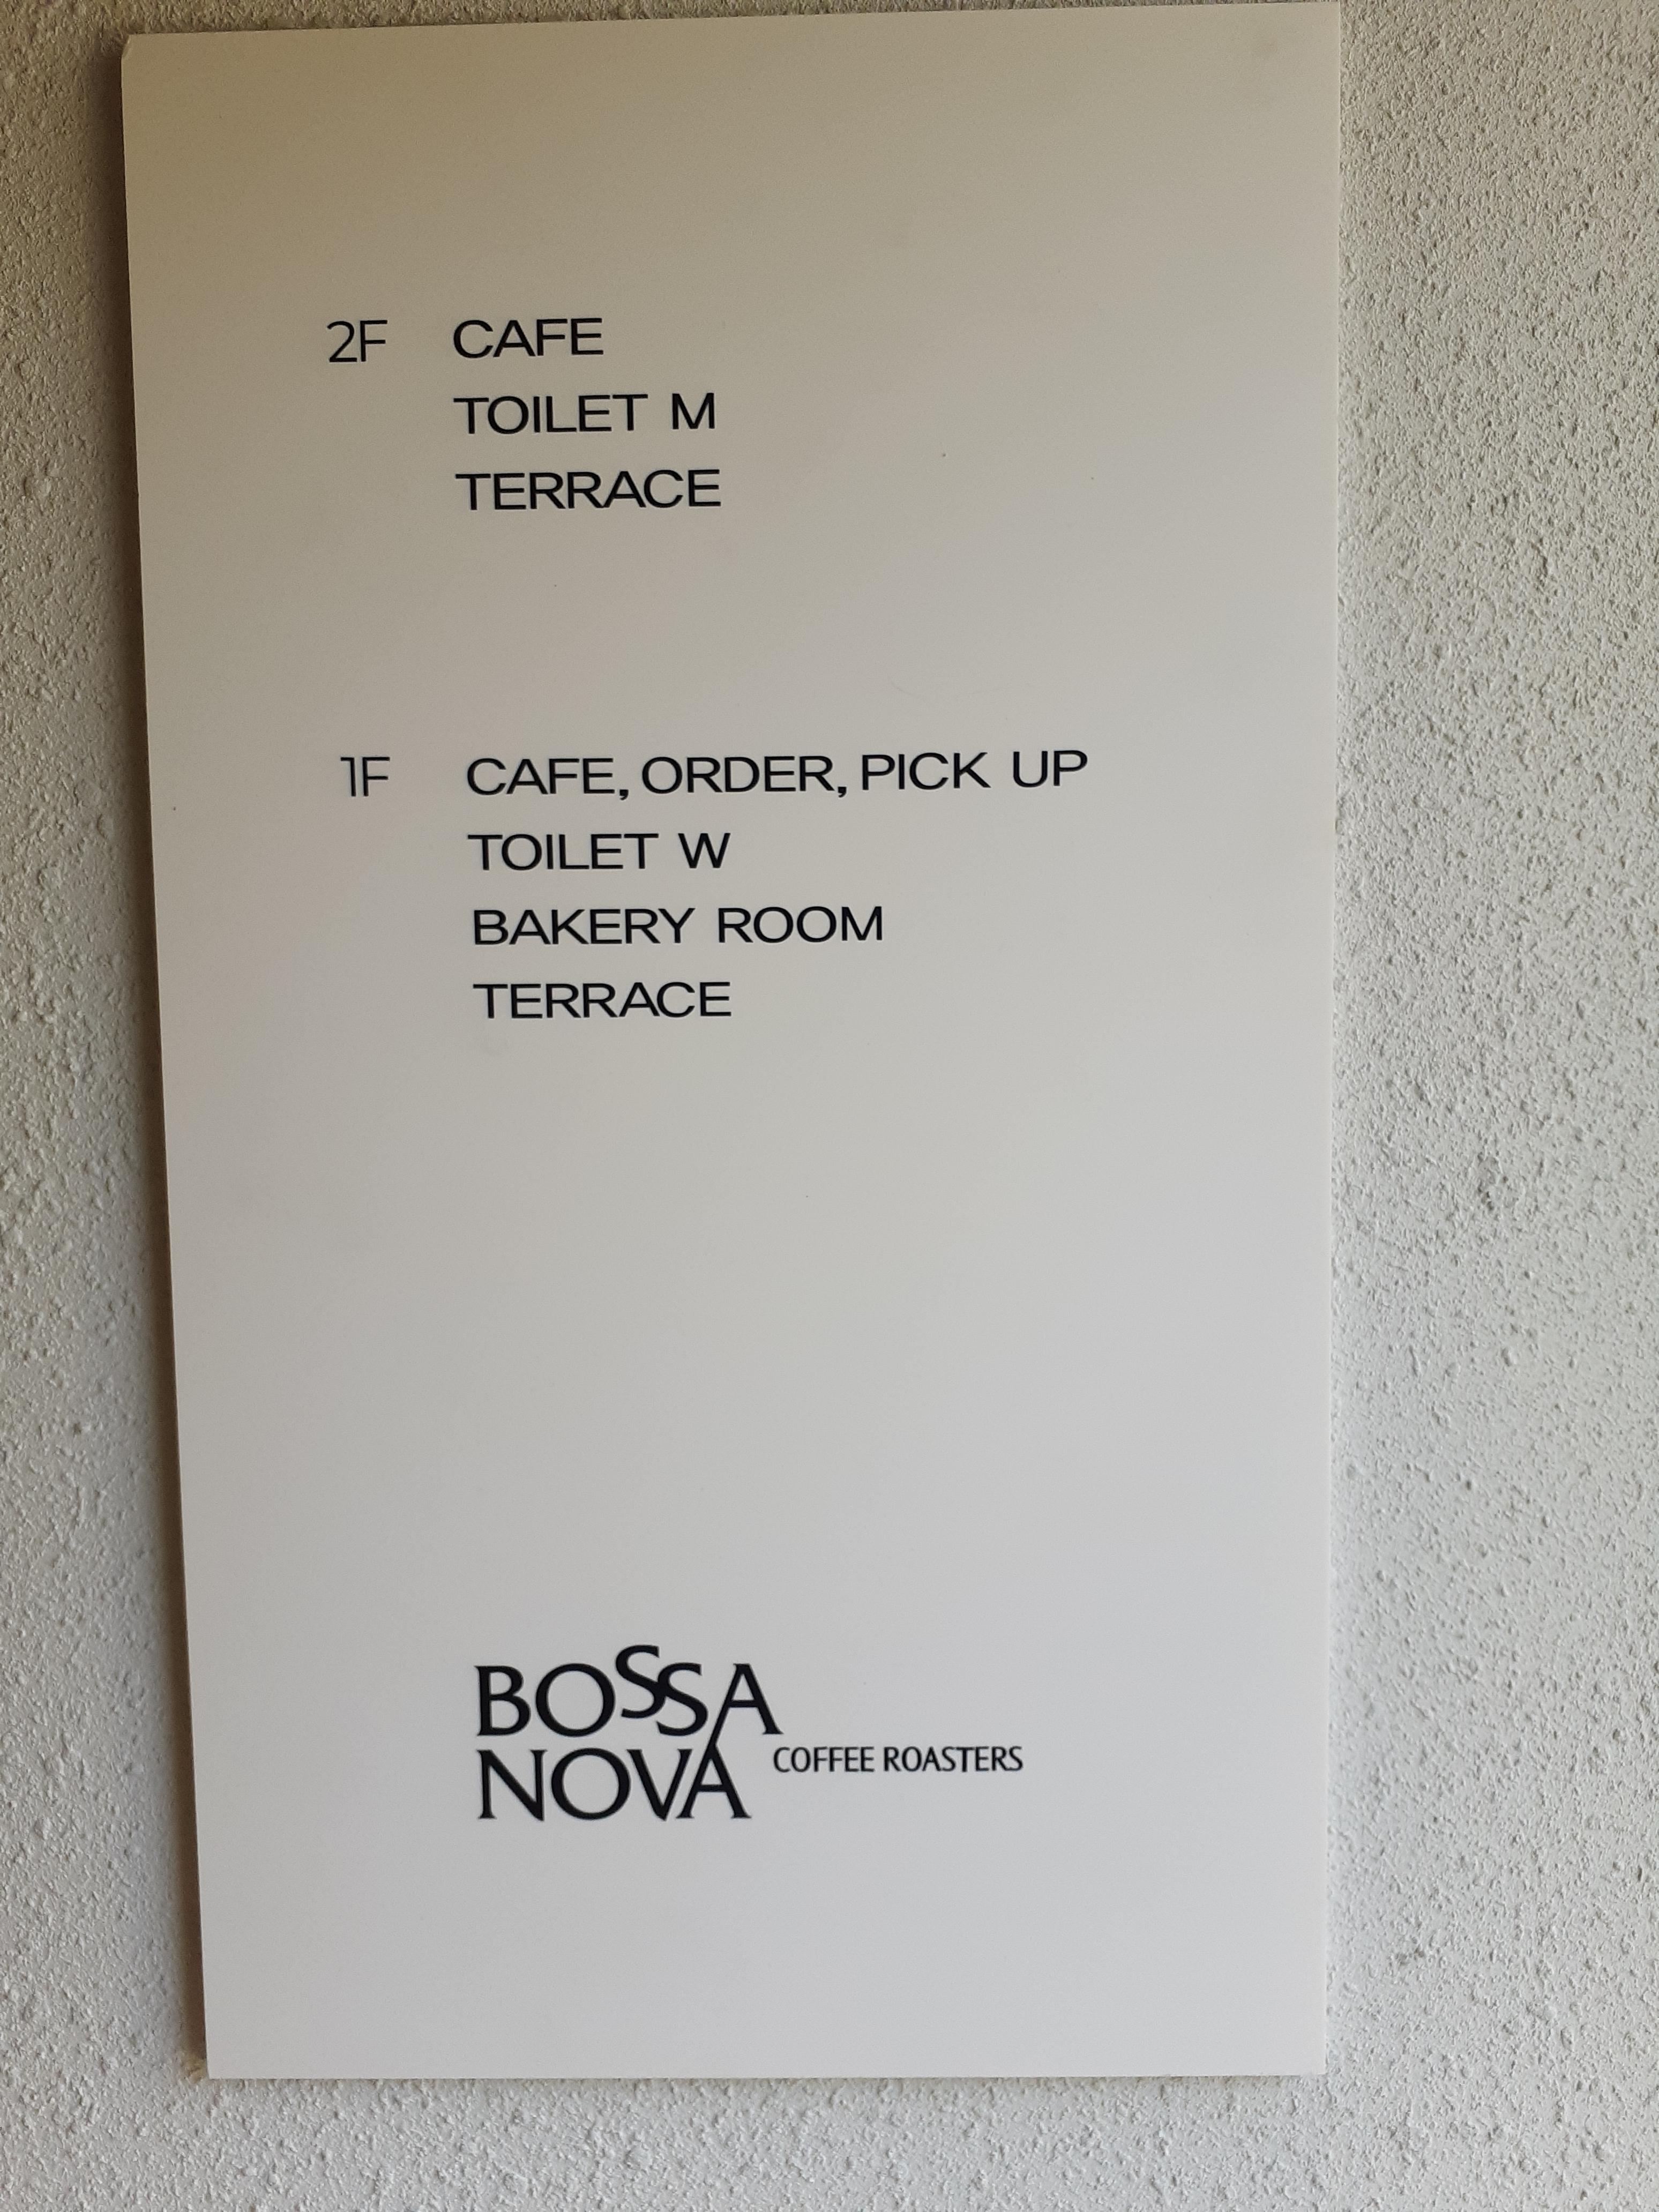 2F CAFE
TOILET M
TERRACE
1F CAFE, ORDER, PICK UP
TOILET W
BAKERY ROOM
TERRACE
BOSSA
NOVA COFFEE ROASTERS